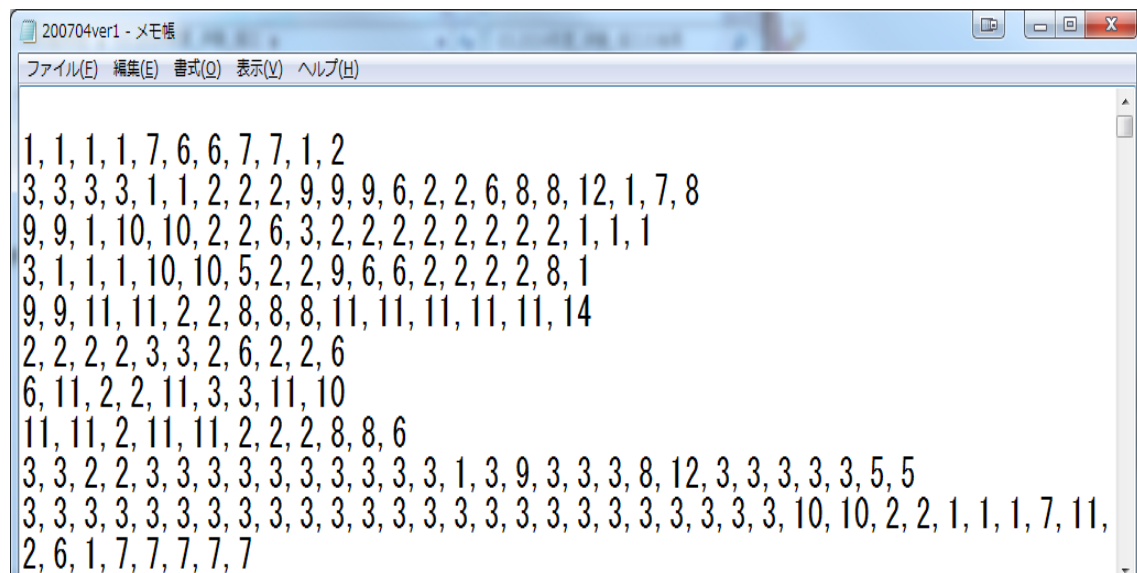 200704ver1 - メモ帳
ファイル(F) 編集(E) 書式(O) 表示(V) ヘルプ(H)
1, 1, 1, 1, 7, 6, 6, 7, 7, 1, 2
3, 3, 3, 3, 1, 1, 2, 2, 2, 9, 9, 9, 6, 2, 2, 6, 8, 8, 12, 1, 7, 8
9, 9, 1, 10, 10, 2, 2, 6, 3, 2, 2, 2, 2, 2, 2, 2, 2, 1, 1, 1
3, 1, 1, 1, 10, 10, 5, 2, 2, 9, 6, 6, 2, 2, 2, 2, 8, 1
9, 9, 11, 11, 2, 2, 8, 8, 8, 11, 11, 11, 11, 11, 14
2, 2, 2, 2, 3, 3, 2, 6, 2, 2, 6
6, 11, 2, 2, 11, 3, 3, 11, 10
11, 11, 2, 11, 11, 2, 2, 2, 8, 8, 6
3, 3, 2, 2, 3, 3, 3, 3, 3, 3, 3, 3, 3, 3, 1, 3, 9, 3, 3, 3, 8, 12, 3, 3, 3, 3, 3, 5, 5
3, 3, 3, 3, 3, 3, 3, 3, 3, 3, 3, 3, 3, 3, 3, 3, 3, 3, 3, 3, 3, 3, 3, 3, 3, 10, 10, 2, 2, 1, 1, 1, 7, 11,
2, 6, 1, 7, 7, 7, 7, 7